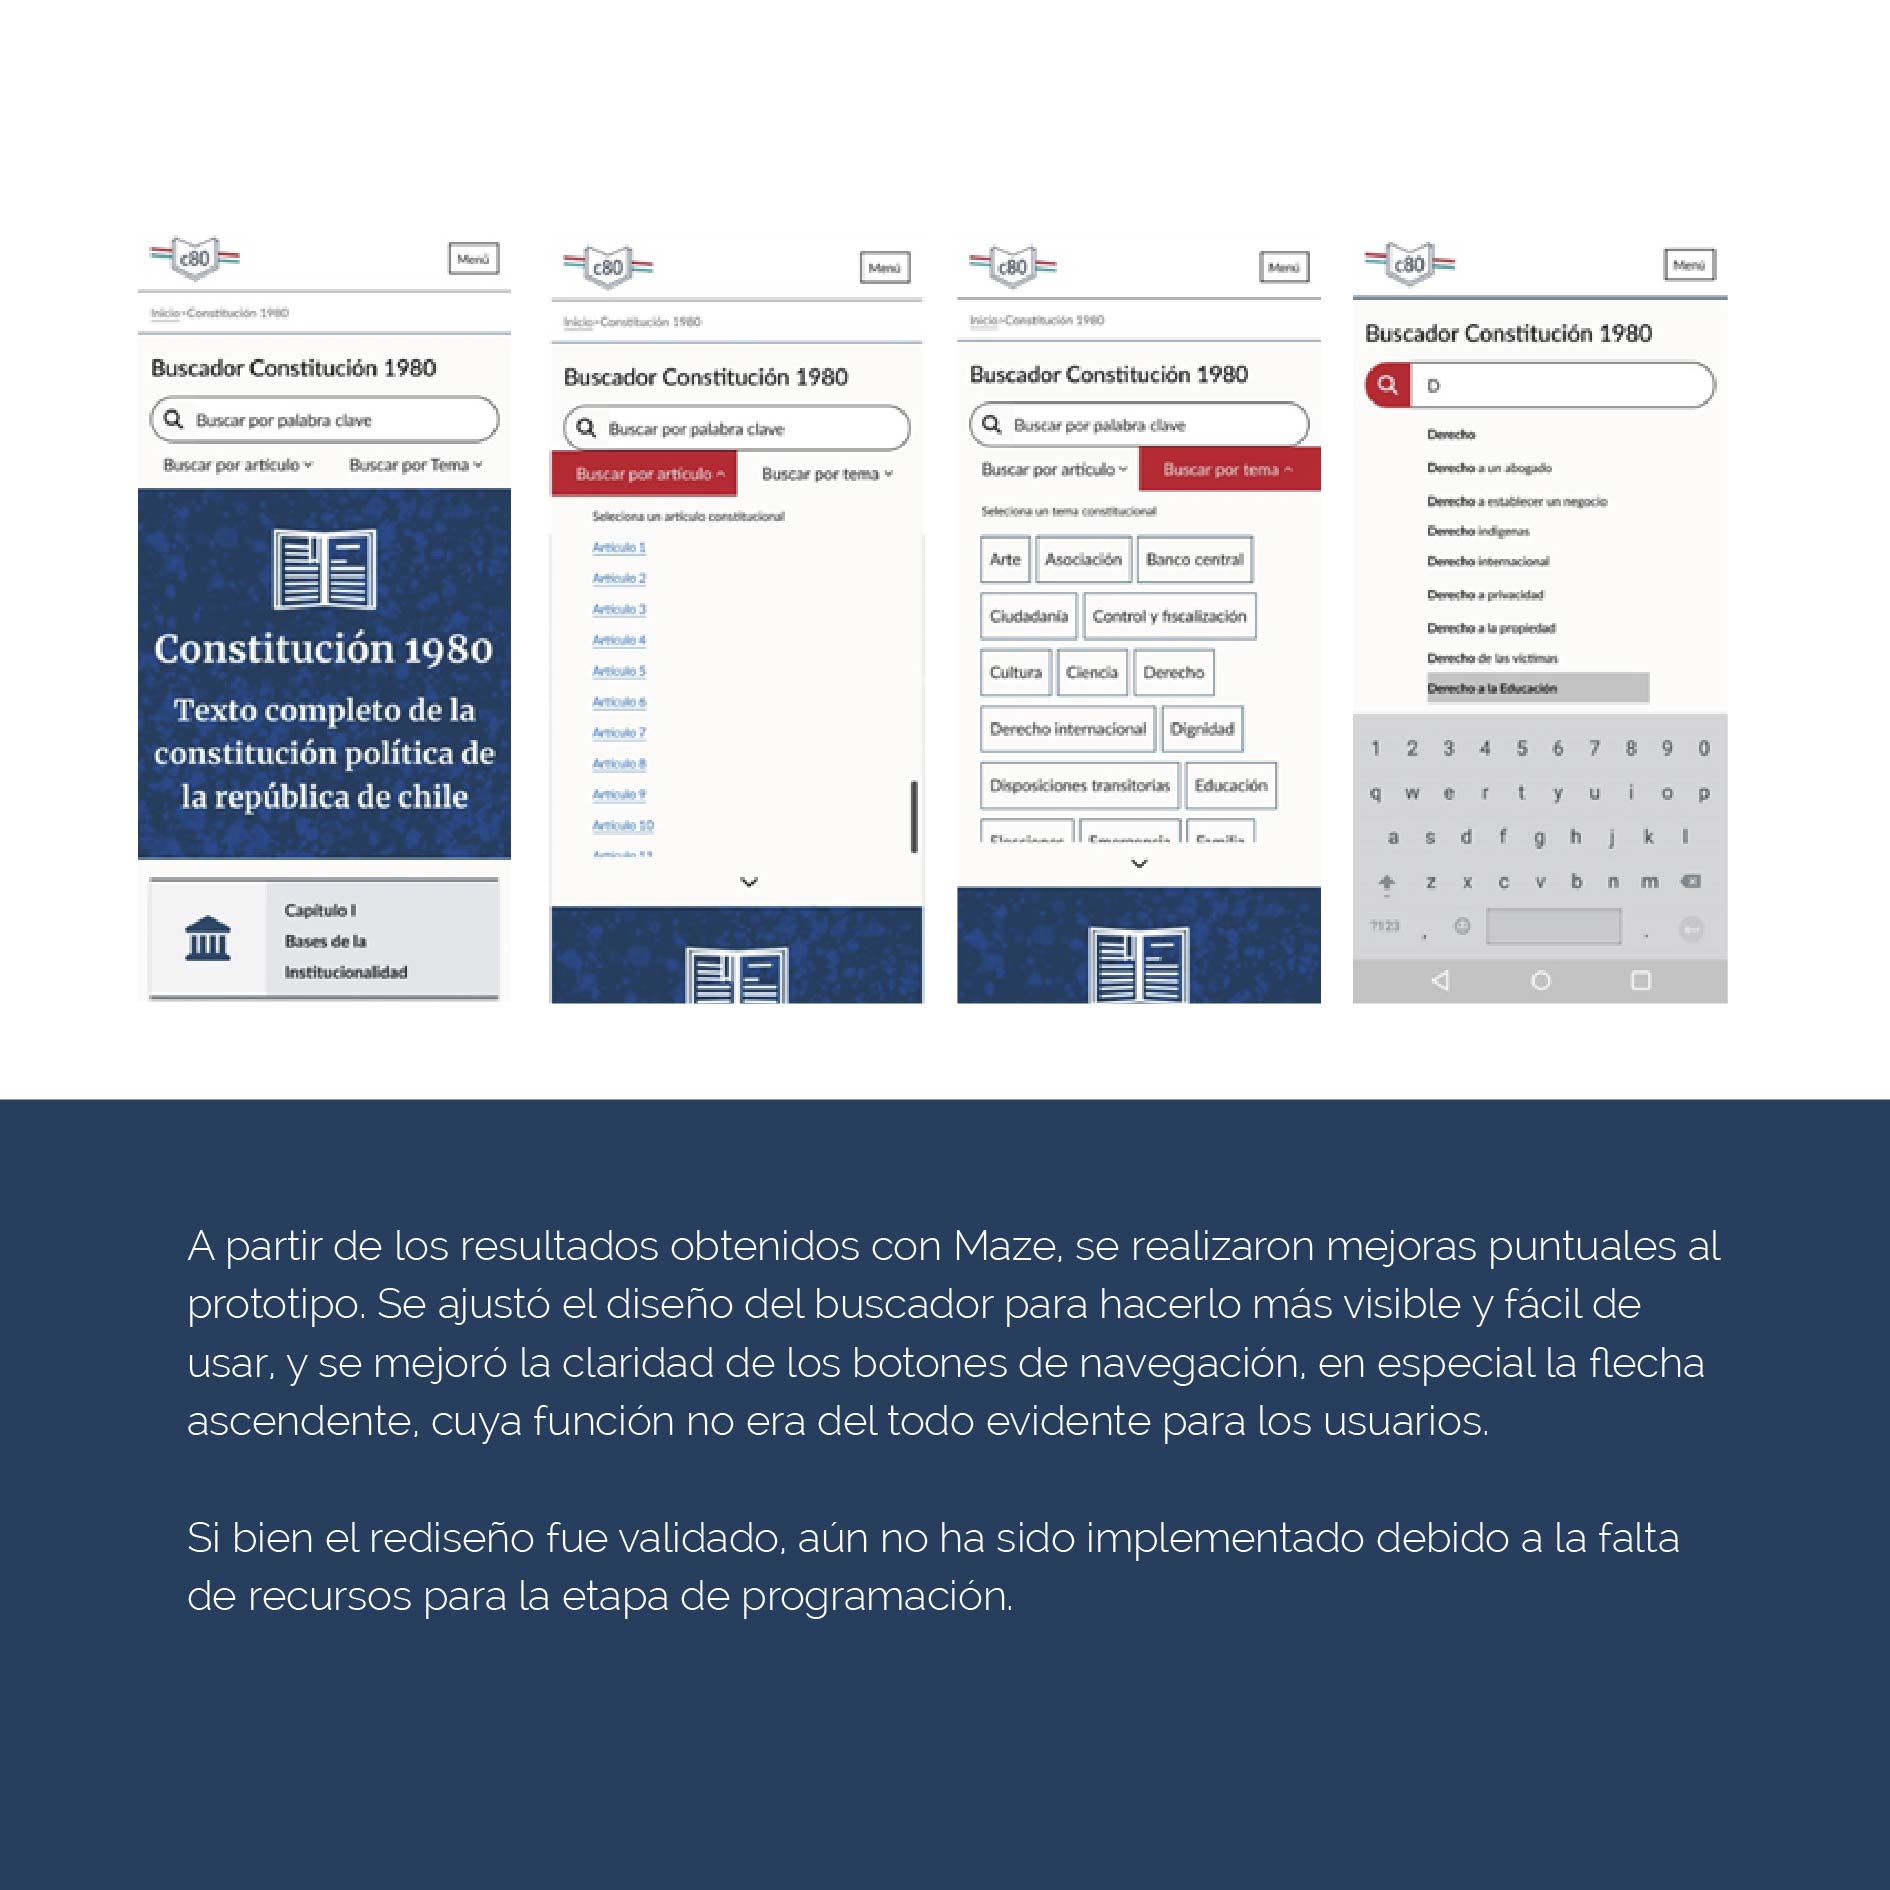 c80
Menú
Inicio>Constitución 1980
Buscador Constitución 1980
Buscar por palabra clave
Buscar por artículo
Buscar por Tema
Constitución 1980
Texto completo de la
constitución política de
la república de chile
Capítulo I
Bases de la
Institucionalidad
c80
Menú
Inicio>Constitución 1980
Buscador Constitución 1980
Buscar por palabra clave
Buscar por artículo
Buscar por tema
Seleciona un artículo constitucional
Artículo 1
Artículo 2
Artículo 3
Artículo 4
Artículo 5
Artículo 6
Artículo 7
Artículo 8
Artículo 9
Artículo 10
Artículo 11
c80
Menú
Inicio>Constitución 1980
Buscador Constitución 1980
Buscar por palabra clave
Buscar por artículo
Buscar por tema
Seleciona un tema constitucional
Arte Asociación Banco central
Ciudadanía Control y fiscalización
Cultura Ciencia Derecho
Derecho internacional Dignidad
Disposiciones transitorias Educación
Elecciones Emergencia Familia
c80
Menú
Buscador Constitución 1980
D
Derecho
Derecho a un abogado
Derecho a establecer un negocio
Derecho indígenas
Derecho internacional
Derecho a privacidad
Derecho a la propiedad
Derecho de las víctimas
Derecho a la Educación
1 2 3 4 5 6 7 8 9 0
q w e r t y u i o p
a s d f g h j k l
z x c v b n m
?123 , .
A partir de los resultados obtenidos con Maze, se realizaron mejoras puntuales al
prototipo. Se ajustó el diseño del buscador para hacerlo más visible y fácil de
usar, y se mejoró la claridad de los botones de navegación, en especial la flecha
ascendente, cuya función no era del todo evidente para los usuarios.
Si bien el rediseño fue validado, aún no ha sido implementado debido a la falta
de recursos para la etapa de programación.